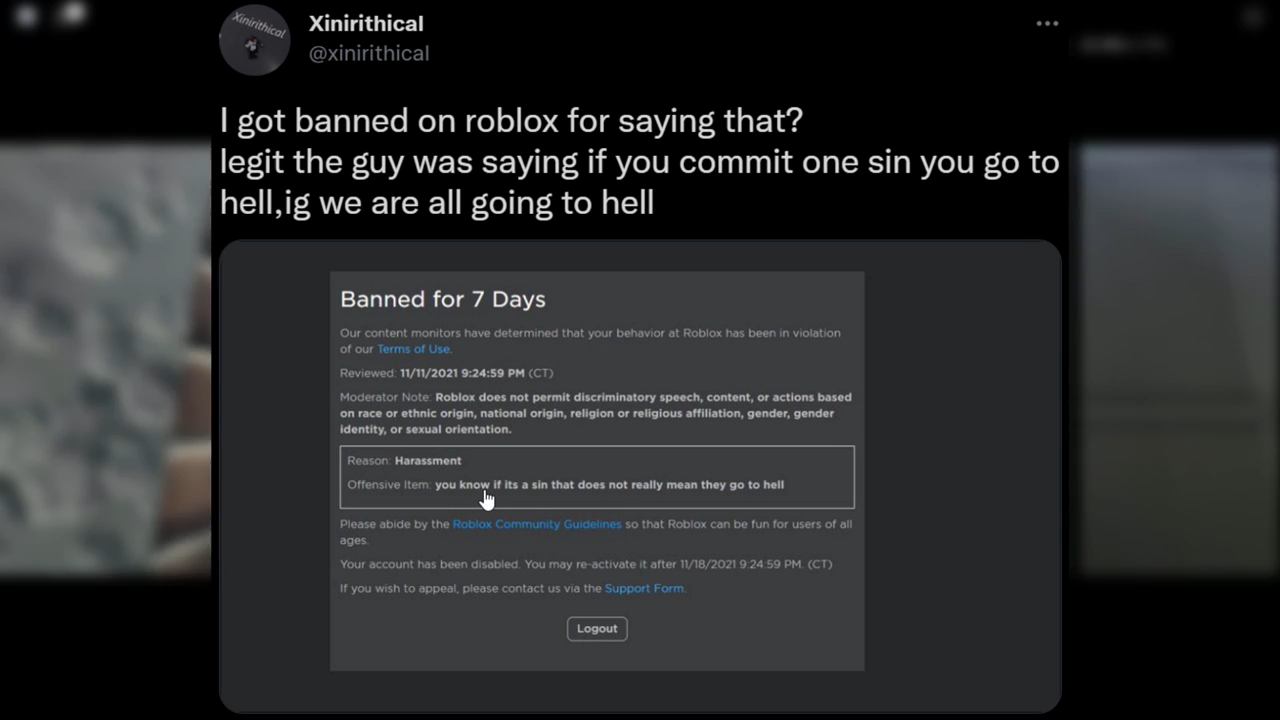 Xinirithical
Xinirithical
@xinirithical
I got banned on roblox for saying that?
legit the guy was saying if you commit one sin you go to
hell,ig we are all going to hell
Banned for 7 Days
Our content monitors have determined that your behavior at Roblox has been in violation
of our Terms of Use.
Reviewed: 11/11/2021 9:24:59 PM (CT)
Moderator Note: Roblox does not permit discriminatory speech, content, or actions based
on race or ethnic origin, national origin, religion or religious affiliation, gender, gender
identity, or sexual orientation.
Reason: Harassment
Offensive Item: you know if its a sin that does not really mean they go to hell
Please abide by the Roblox Community Guidelines so that Roblox can be fun for users of all
ages.
Your account has been disabled. You may re-activate it after 11/18/2021 9:24:59 PM. (CT)
If you wish to appeal, please contact us via the Support Form.
Logout